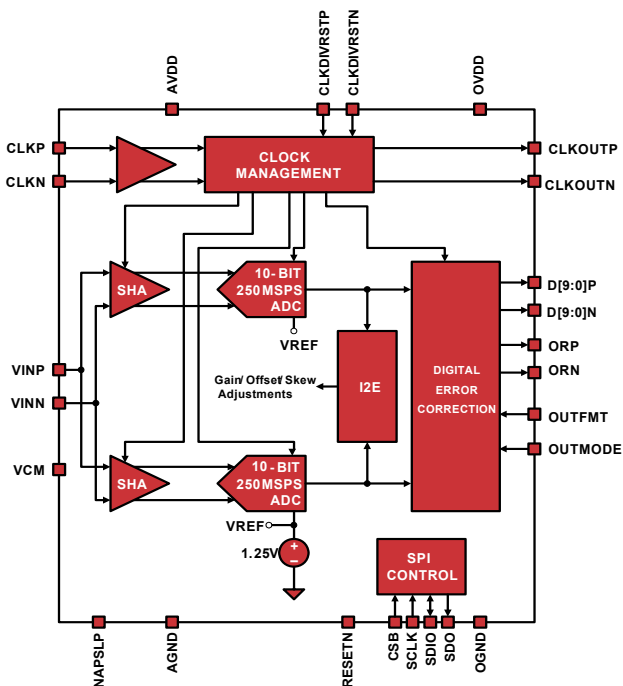 AVDD
CLKDIVRSTP
CLKDIVRSTN
OVDD
CLKP
CLKN
CLOCK
MANAGEMENT
CLKOUTP
CLKOUTN
SHA
10-BIT
250MSPS
ADC
VREF
D[9:0]P
D[9:0]N
ORP
ORN
OUTFMT
OUTMODE
VINP
VINN
VCM
Gain/ Offset/ Skew
Adjustments
I2E
DIGITAL
ERROR
CORRECTION
SHA
10-BIT
250MSPS
ADC
VREF
1.25V
+
–
SPI
CONTROL
NAPSLP
AGND
RESETN
CSB
SCLK
SDIO
SDO
OGND